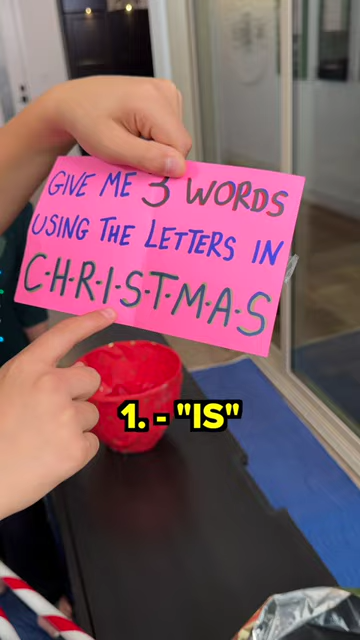 GIVE ME 3 WORDS
USING THE LETTERS IN
C-H-R-I-S-T-M-A-S
1. - "IS"